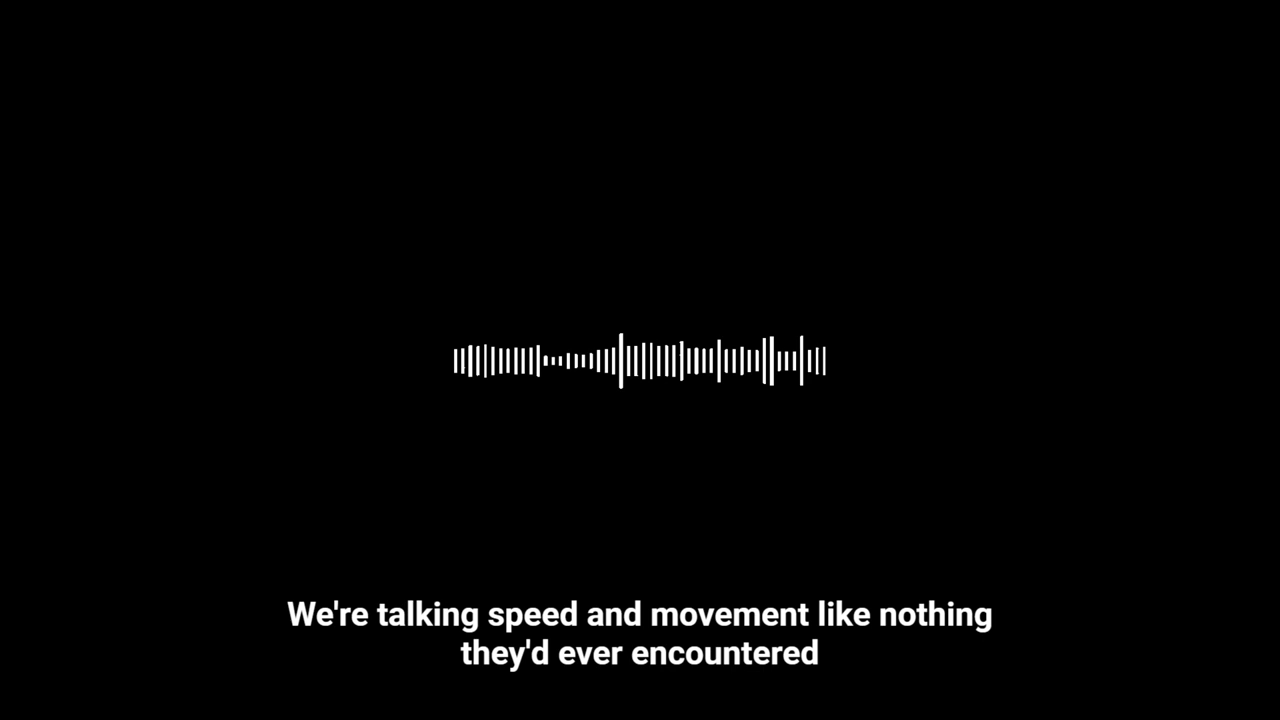 We're talking speed and movement like nothing
they'd ever encountered